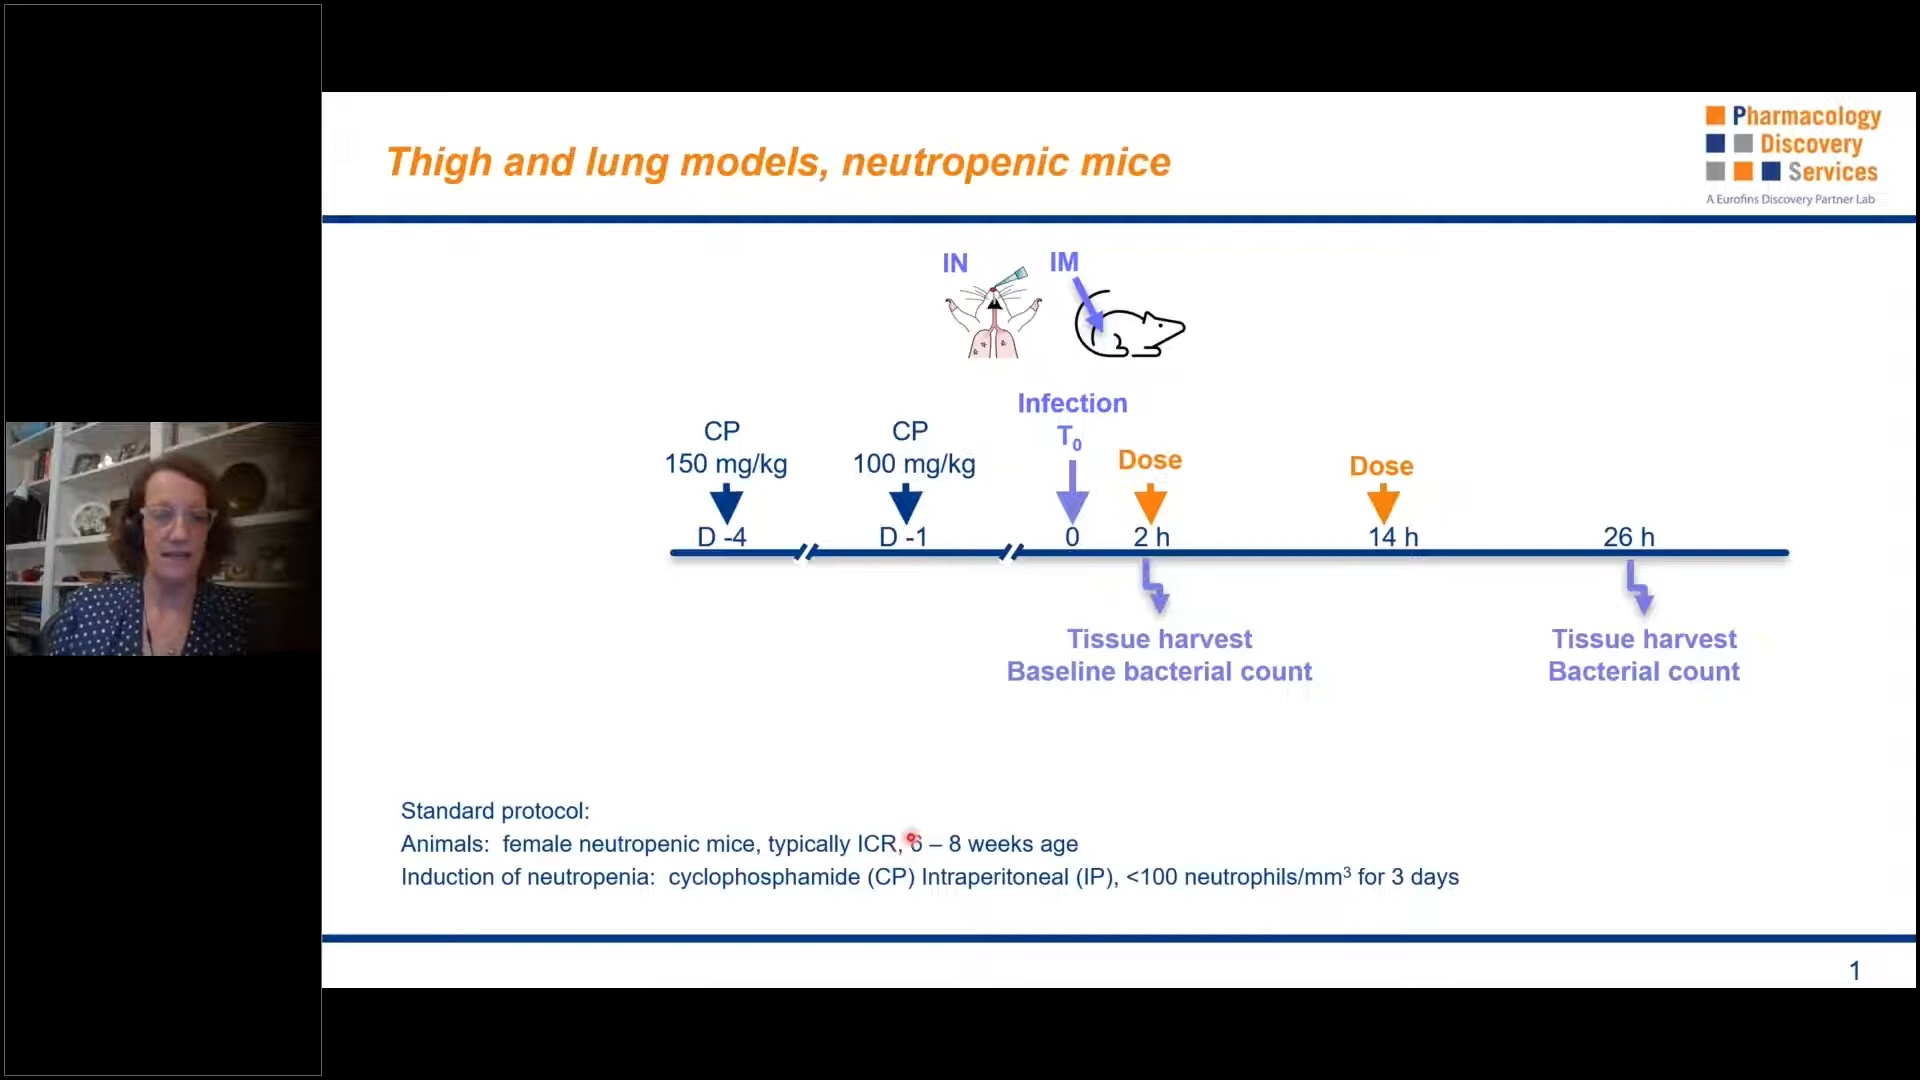 Thigh and lung models, neutropenic mice
Pharmacology
Discovery
Services
A Eurofins Discovery Partner Lab
IN
IM
Infection
T0
CP
150 mg/kg
CP
100 mg/kg
Dose
Dose
D -4
D -1
0
2 h
14 h
26 h
Tissue harvest
Baseline bacterial count
Tissue harvest
Bacterial count
Standard protocol:
Animals: female neutropenic mice, typically ICR, 6 – 8 weeks age
Induction of neutropenia: cyclophosphamide (CP) Intraperitoneal (IP), <100 neutrophils/mm³ for 3 days
1